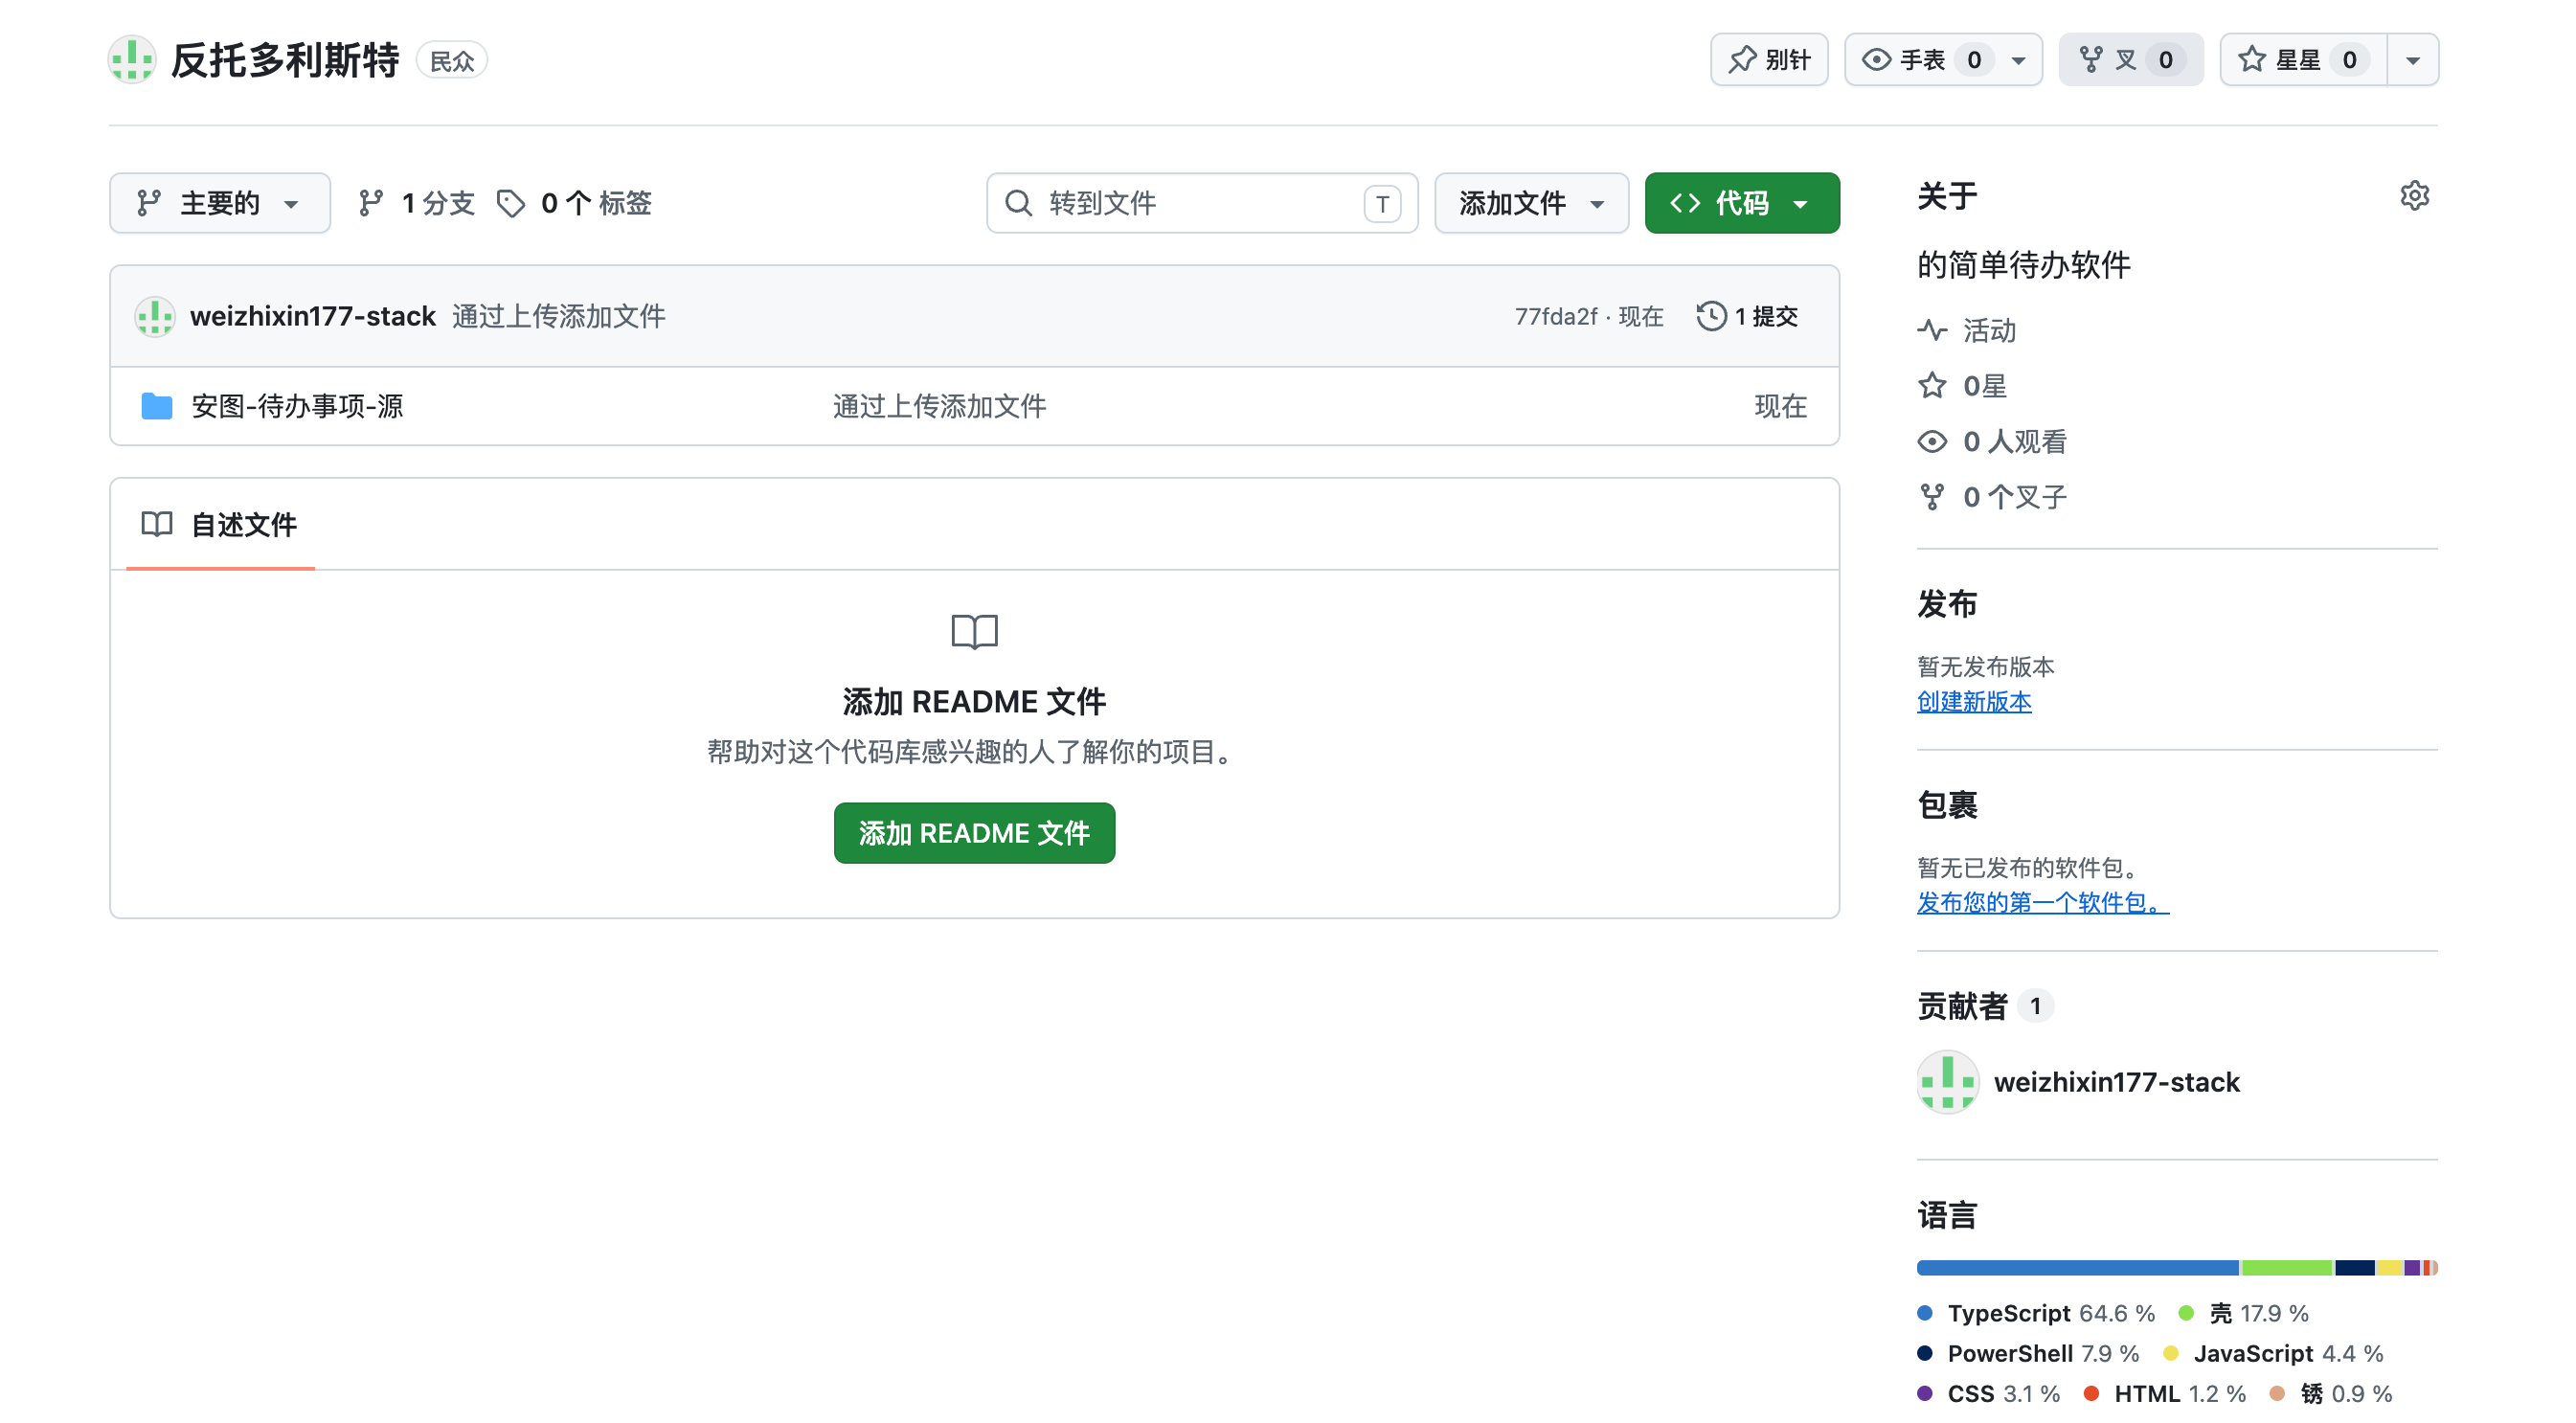 反托多利斯特 民众
别针 手表 0 叉 0 星星 0
主要的 1 分支 0 个 标签
转到文件 T 添加文件 代码
weizhixin177-stack 通过上传添加文件 77fda2f · 现在 1 提交
安图-待办事项-源 通过上传添加文件 现在
自述文件
添加 README 文件
帮助对这个代码库感兴趣的人了解你的项目。
添加 README 文件
关于
的简单待办软件
活动
0星
0 人观看
0 个叉子
发布
暂无发布版本
创建新版本
包裹
暂无已发布的软件包。
发布您的第一个软件包。
贡献者 1
weizhixin177-stack
语言
TypeScript 64.6 % 壳 17.9 %
PowerShell 7.9 % JavaScript 4.4 %
CSS 3.1 % HTML 1.2 % 锈 0.9 %